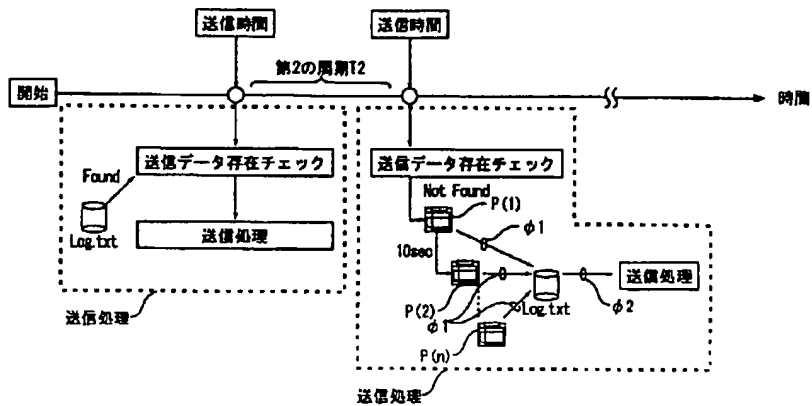 送信時間
送信時間
第2の周期T2
開始
時間
送信データ存在チェック
送信データ存在チェック
Found
Not Found
P(1)
φ1
Log.txt
送信処理
10sec
送信処理
P(2)
φ1
Log.txt
φ2
送信処理
P(n)
送信処理